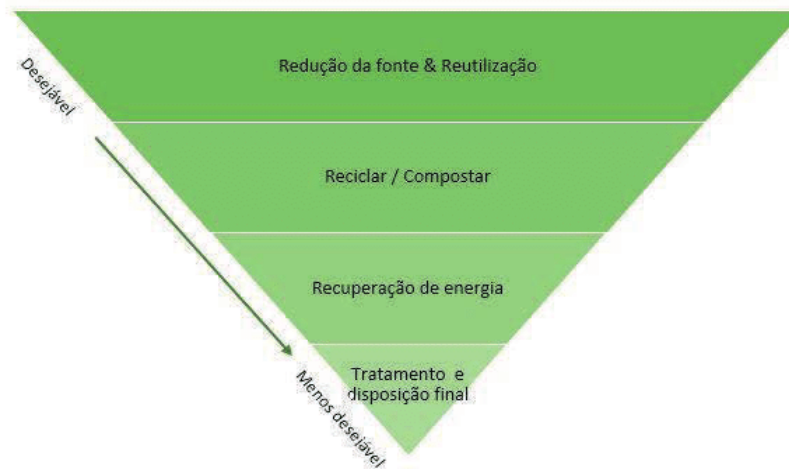 Redução da fonte & Reutilização
Desejável
Reciclar / Compostar
Recuperação de energia
Tratamento e
disposição final
Menos desejável